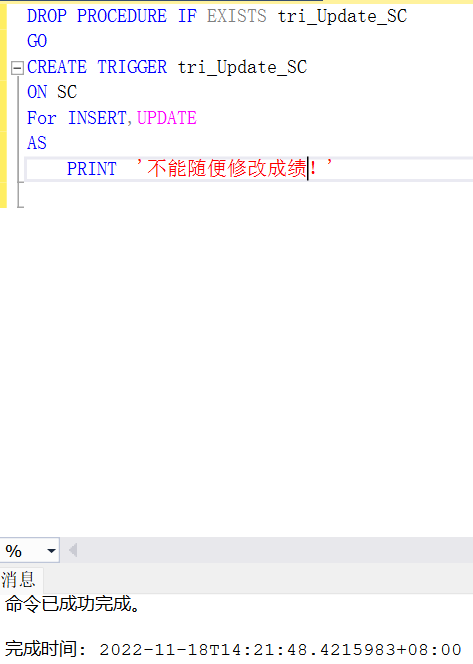 DROP PROCEDURE IF EXISTS tri_Update_SC
GO
CREATE TRIGGER tri_Update_SC
ON SC
For INSERT,UPDATE
AS
PRINT '不能随便修改成绩!'
%
消息
命令已成功完成。
完成时间: 2022-11-18T14:21:48.4215983+08:00